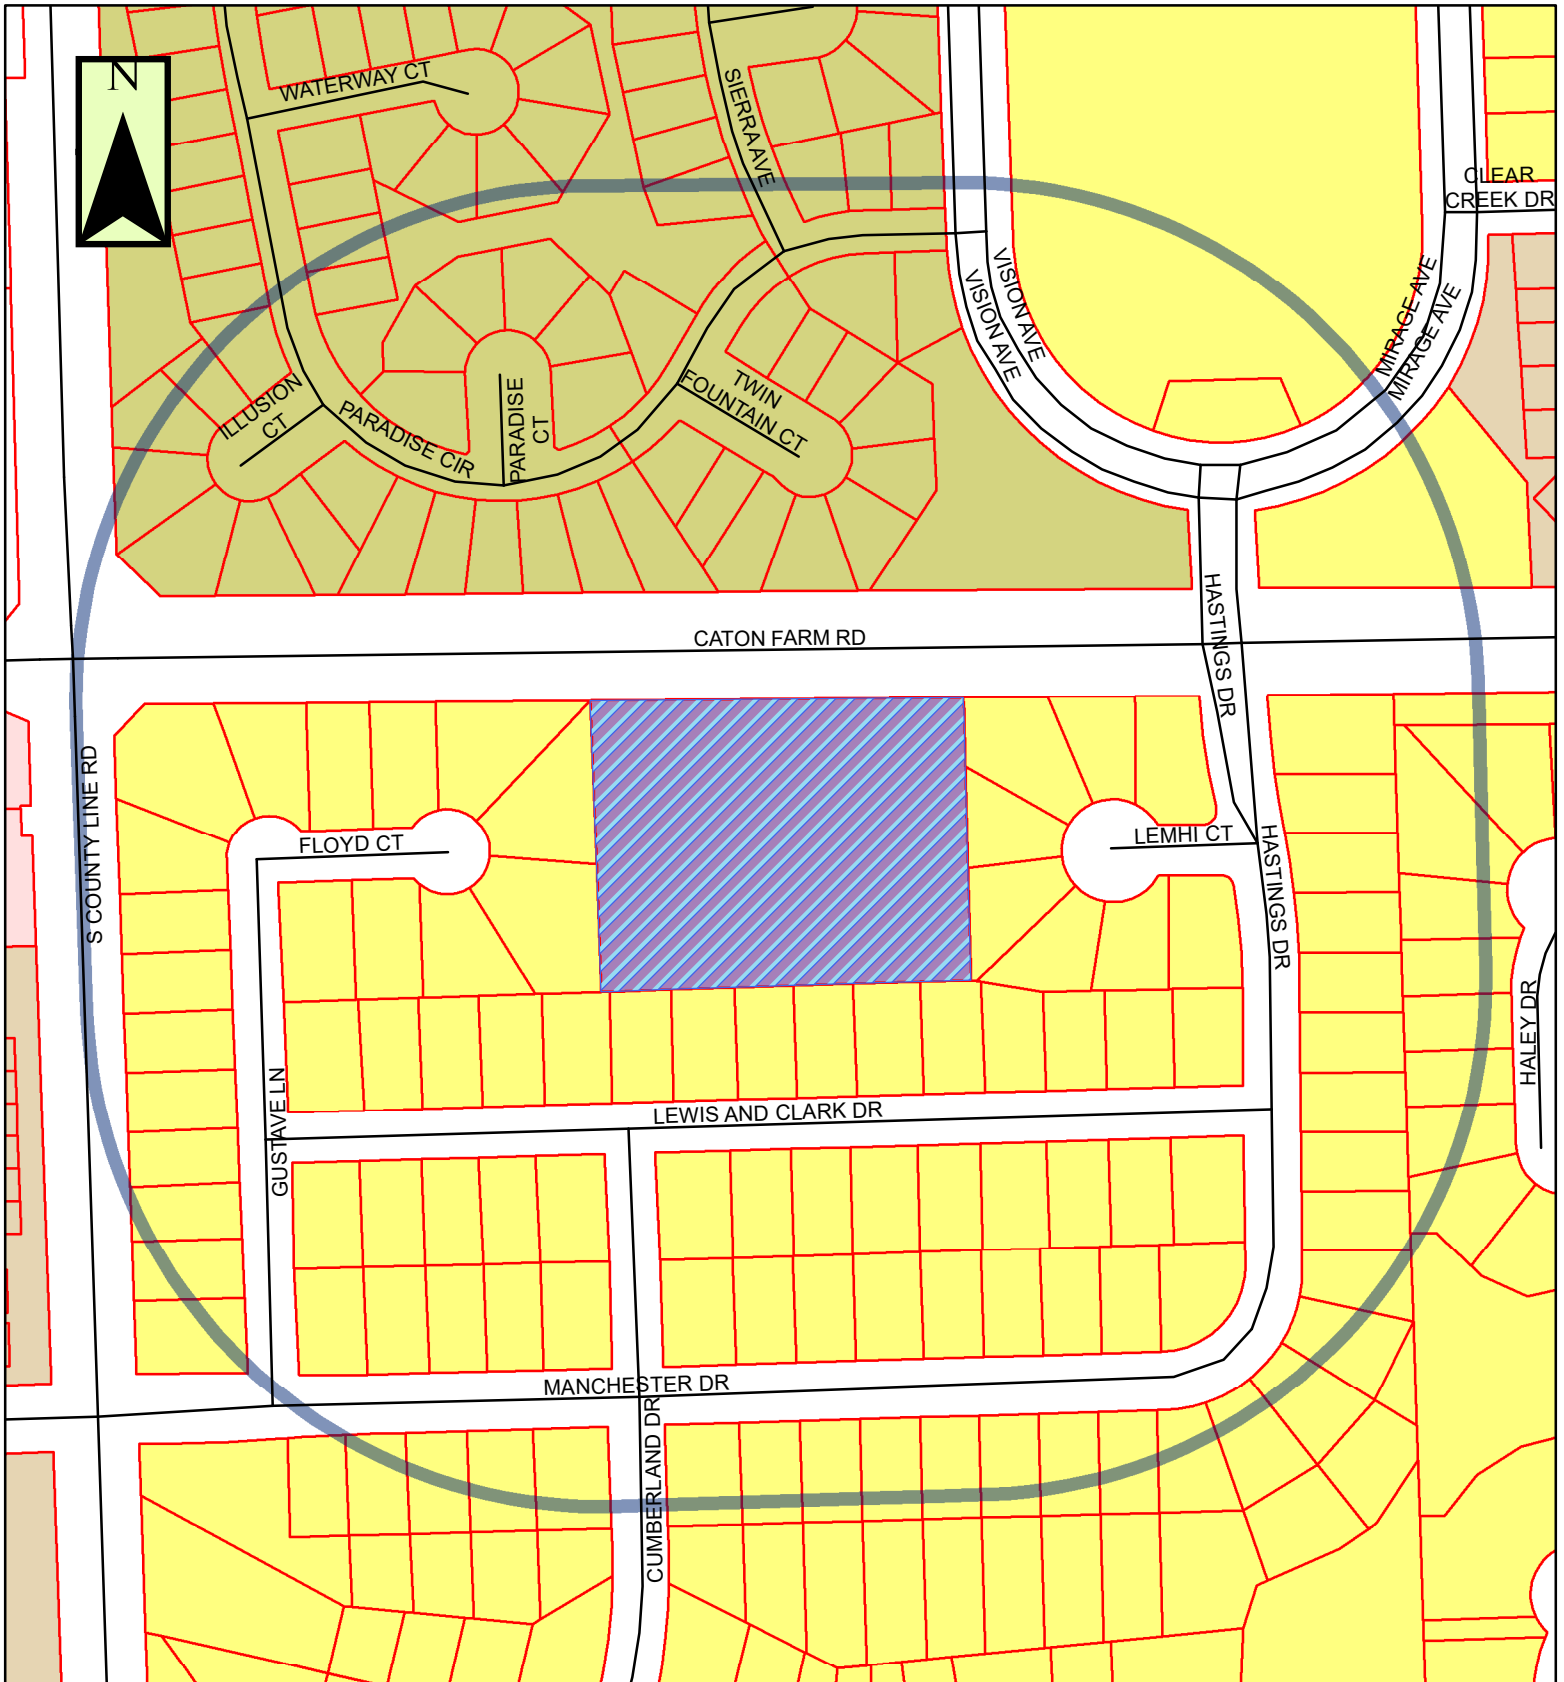 N
WATERWAY CT
SIERRA AVE
CLEAR
CREEK DR
VISION AVE
VISION AVE
MIRAGE AVE
MIRAGE AVE
ILLUSION
CT
PARADISE CIR
PARADISE
CT
TWIN
FOUNTAIN CT
HASTINGS DR
CATON FARM RD
S COUNTY LINE RD
FLOYD CT
LEMHI CT
HASTINGS DR
HALEY DR
GUSTAVE LN
LEWIS AND CLARK DR
MANCHESTER DR
CUMBERLAND DR